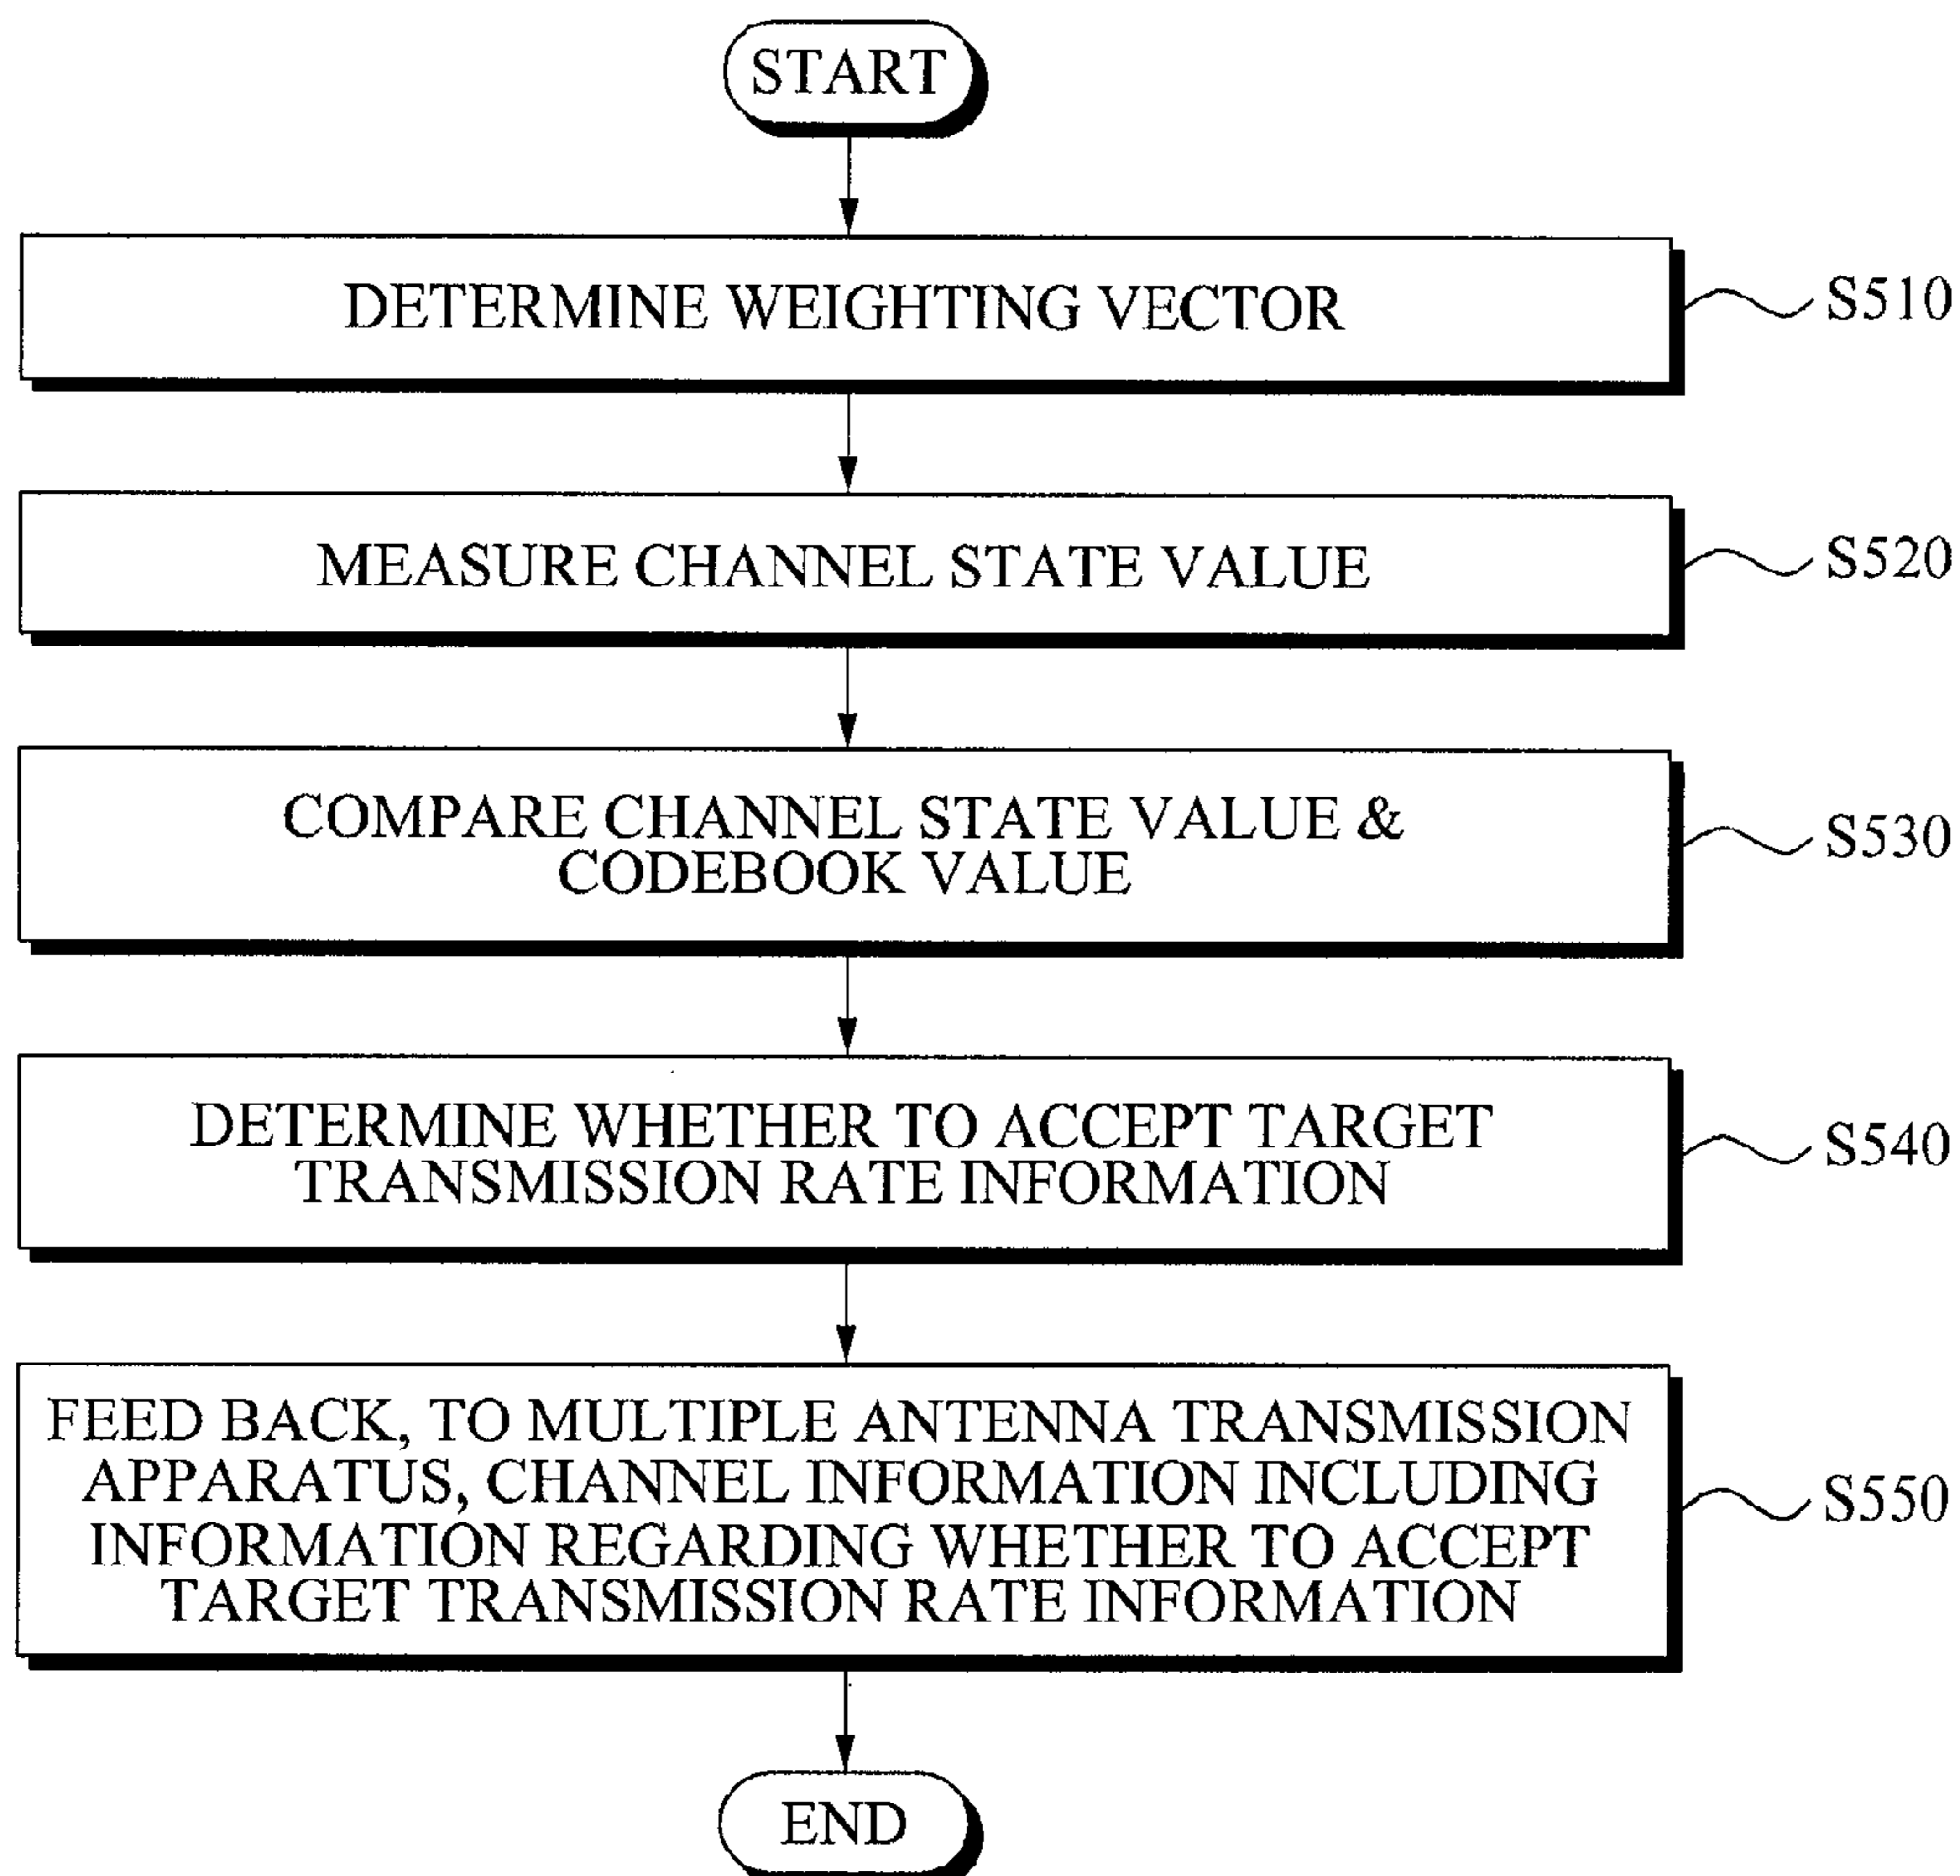 START
DETERMINE WEIGHTING VECTOR
S510
MEASURE CHANNEL STATE VALUE
S520
COMPARE CHANNEL STATE VALUE &
CODEBOOK VALUE
S530
DETERMINE WHETHER TO ACCEPT TARGET
TRANSMISSION RATE INFORMATION
S540
FEED BACK, TO MULTIPLE ANTENNA TRANSMISSION
APPARATUS, CHANNEL INFORMATION INCLUDING
INFORMATION REGARDING WHETHER TO ACCEPT
TARGET TRANSMISSION RATE INFORMATION
S550
END